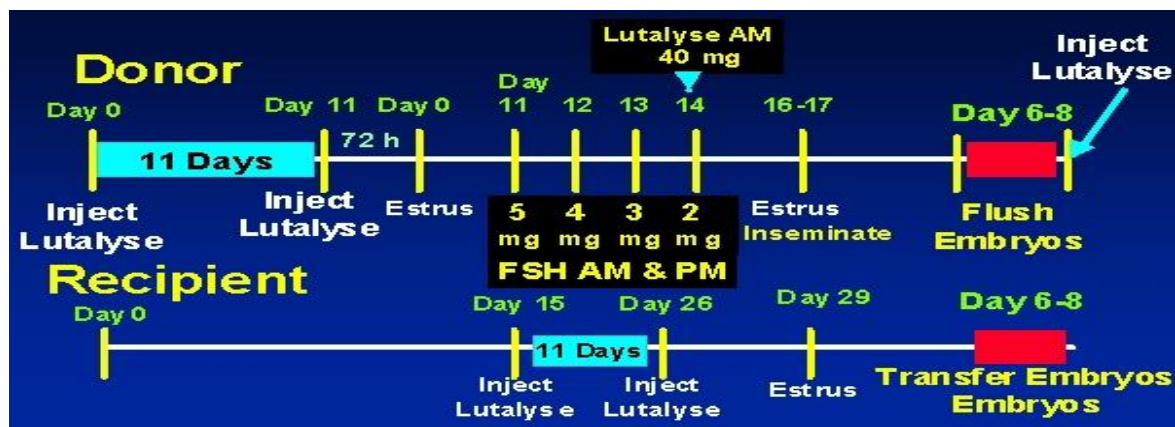 Lutalyse AM
40 mg
Inject
Lutalyse
Donor
Day 0
Day 11
Day 0
Day
11
12
13
14
16-17
Day 6-8
72 h
11 Days
Inject
Lutalyse
Inject
Lutalyse
Estrus
5
mg
4
mg
3
mg
2
mg
FSH AM & PM
Estrus
Inseminate
Flush
Embryos
Recipient
Day 0
Day 15
Day 26
Day 29
Day 6-8
11 Days
Inject
Lutalyse
Inject
Lutalyse
Estrus
Transfer Embryos
Embryos